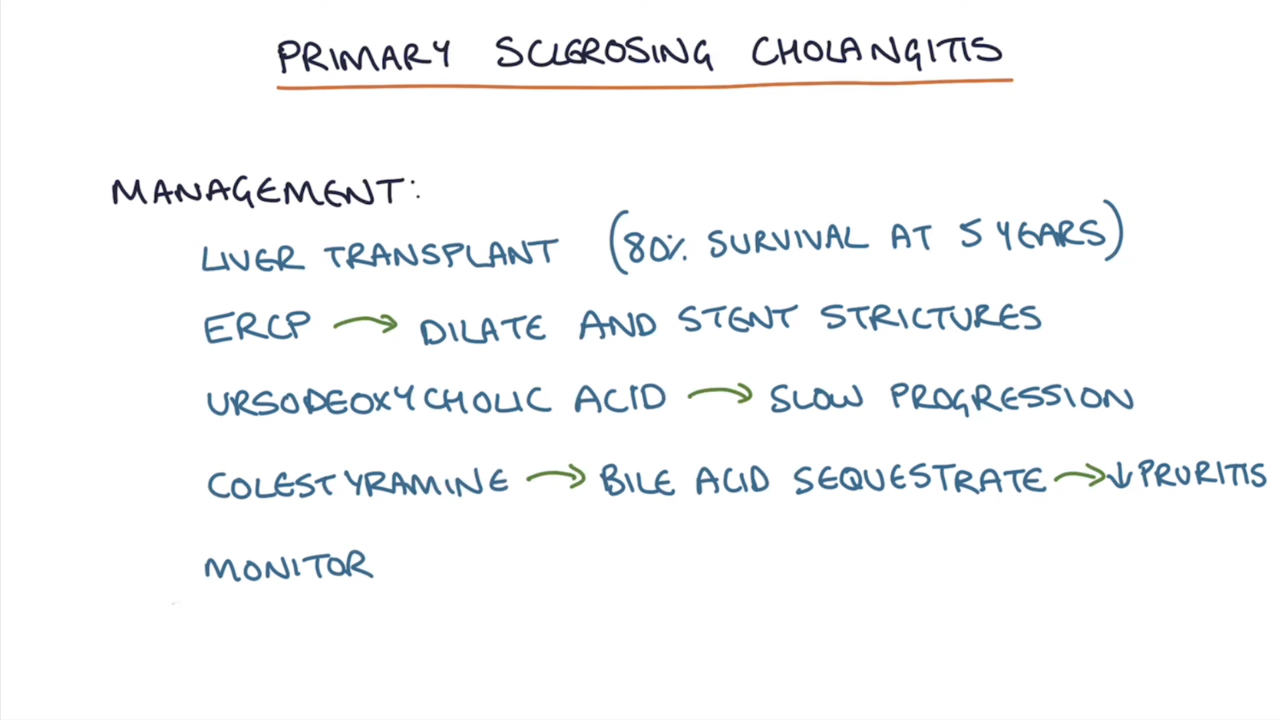 PRIMARY SCLEROSING CHOLANGITIS
MANAGEMENT:
LIVER TRANSPLANT (80% SURVIVAL AT 5 YEARS)
ERCP → DILATE AND STENT STRICTURES
URSODEOXYCHOLIC ACID → SLOW PROGRESSION
COLESTYRAMINE → BILE ACID SEQUESTRATE → ↓ PRURITIS
MONITOR